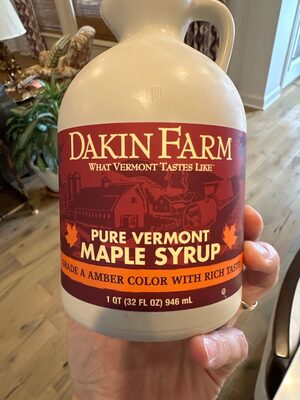 DAKIN FARM
WHAT VERMONT TASTES LIKE
PURE VERMONT
MAPLE SYRUP
GRADE A AMBER COLOR WITH RICH TASTE
1 QT (32 FL OZ) 946 mL